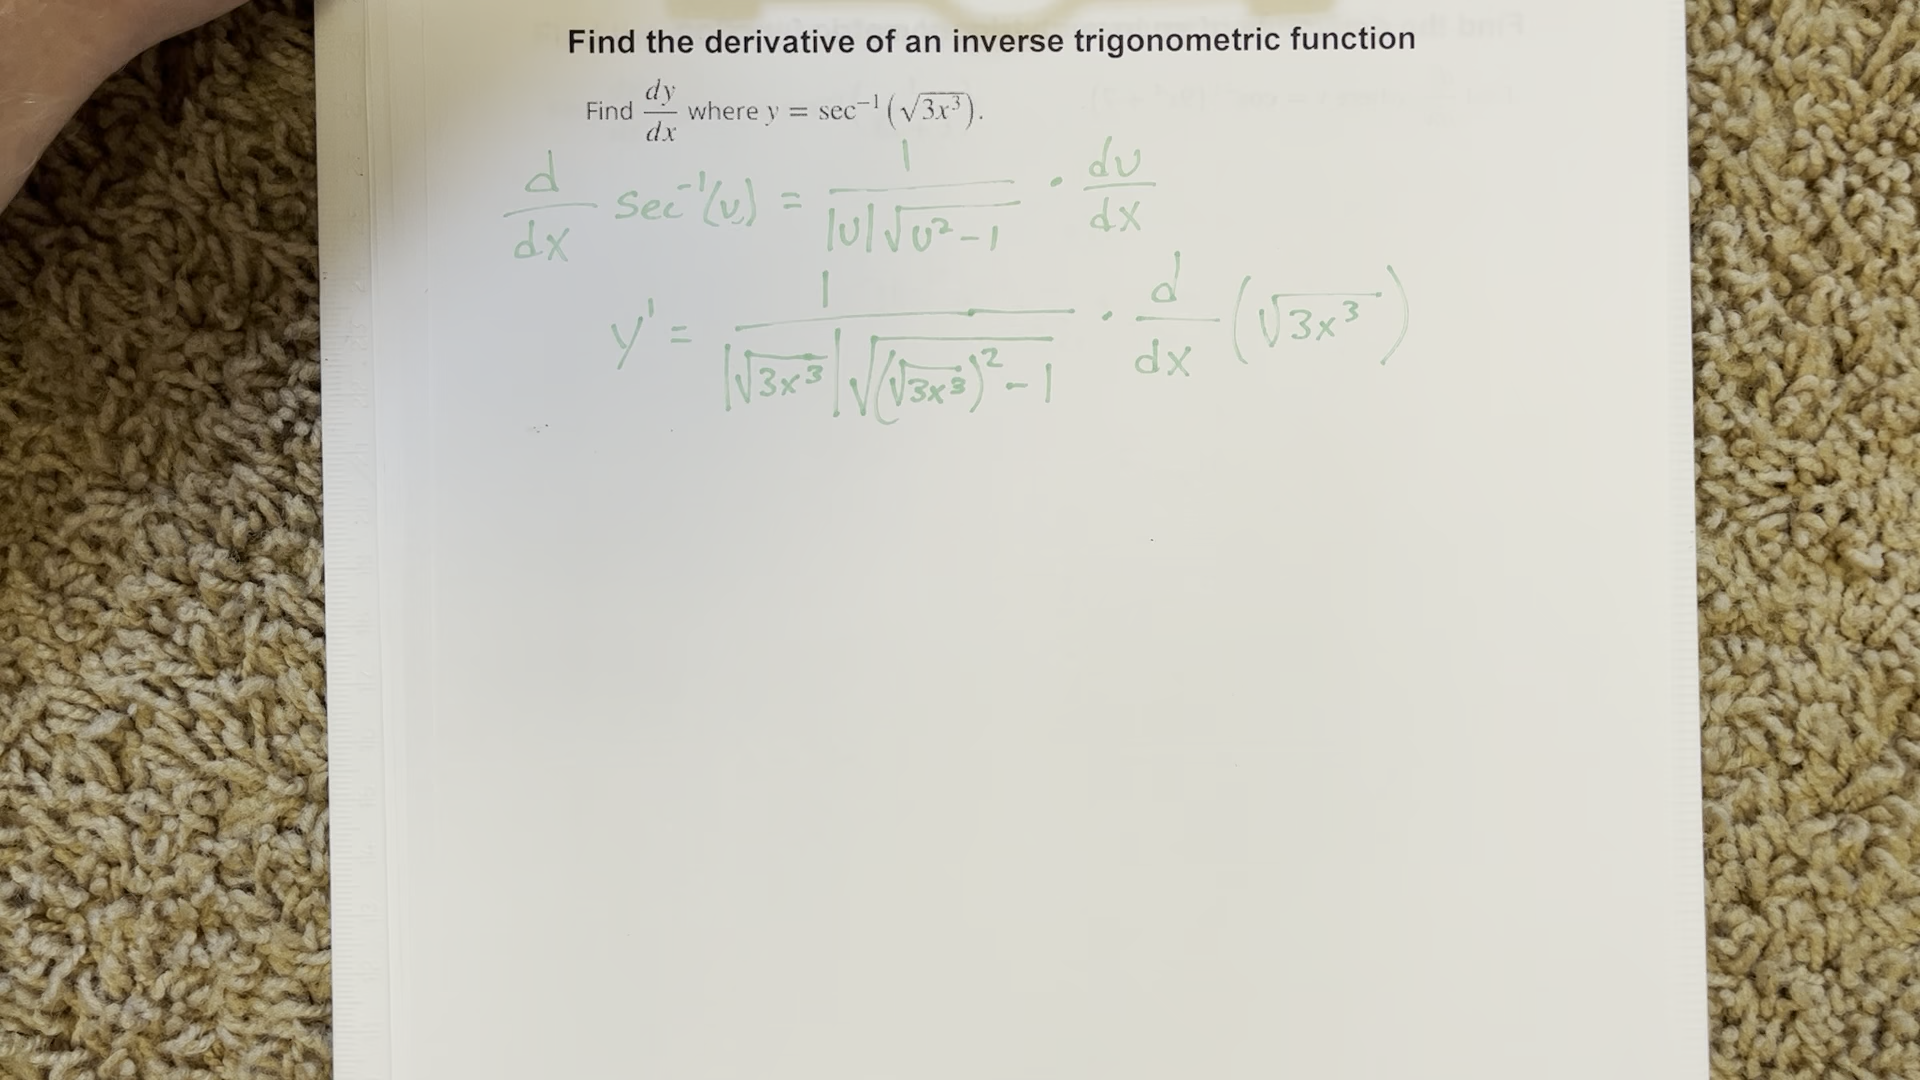 Find the derivative of an inverse trigonometric function
Find dy/dx where y = sec⁻¹(√(3x³)).
d/dx sec⁻¹(u) = 1/(|u|√(u²-1)) · du/dx
y' = 1/(|√(3x³)|√((√(3x³))²-1)) · d/dx (√(3x³))